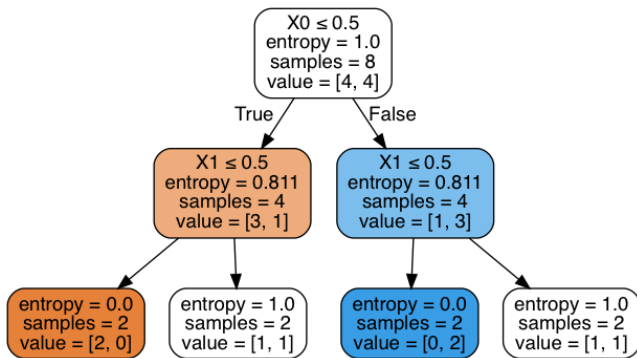 X0 ≤ 0.5
entropy = 1.0
samples = 8
value = [4, 4]
True
False
X1 ≤ 0.5
entropy = 0.811
samples = 4
value = [3, 1]
X1 ≤ 0.5
entropy = 0.811
samples = 4
value = [1, 3]
entropy = 0.0
samples = 2
value = [2, 0]
entropy = 1.0
samples = 2
value = [1, 1]
entropy = 0.0
samples = 2
value = [0, 2]
entropy = 1.0
samples = 2
value = [1, 1]